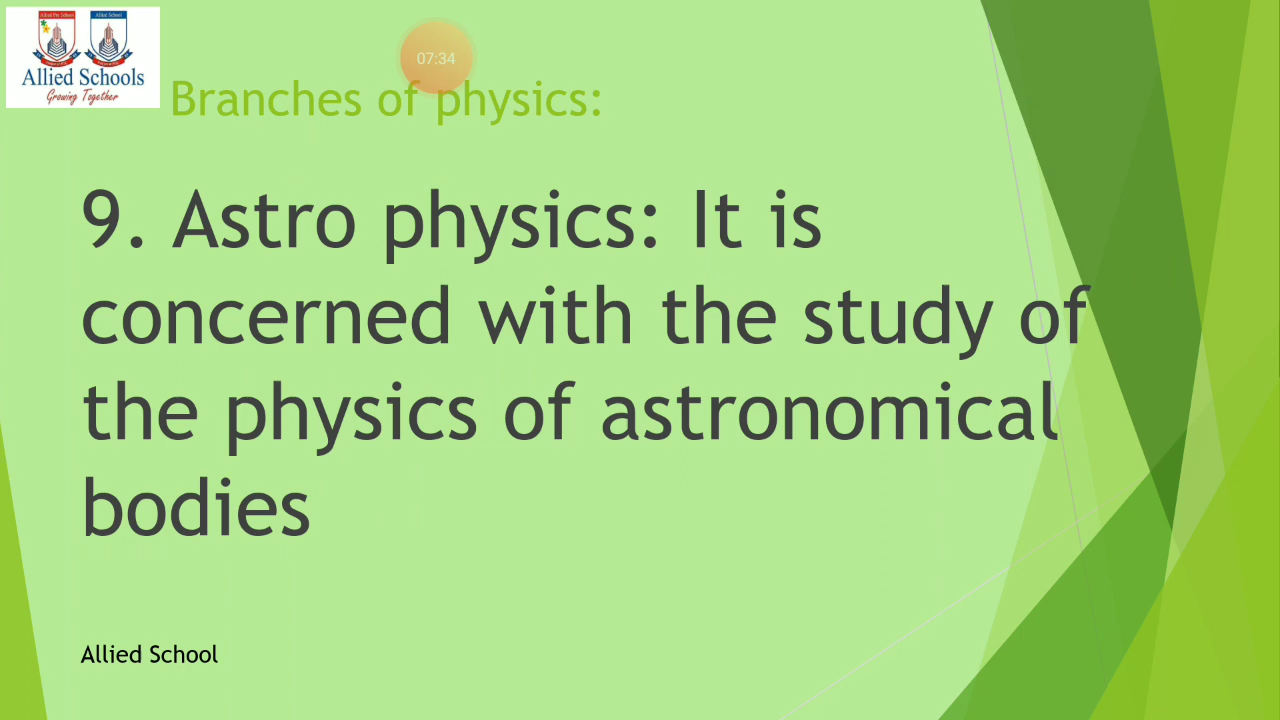 Allied Schools
Growing Together
07:34
Branches of physics:
9. Astro physics: It is
concerned with the study of
the physics of astronomical
bodies
Allied School